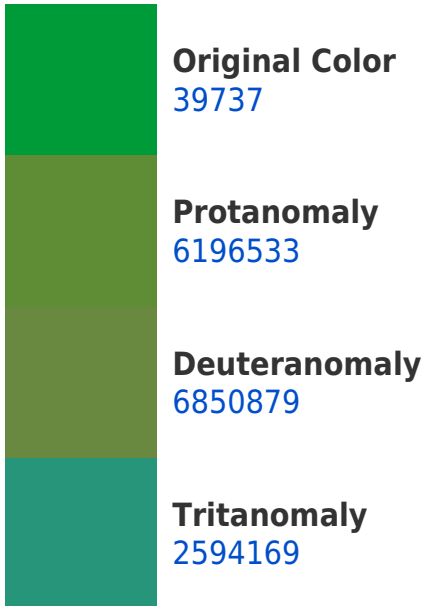 Original Color
39737
Protanomaly
6196533
Deuteranomaly
6850879
Tritanomaly
2594169